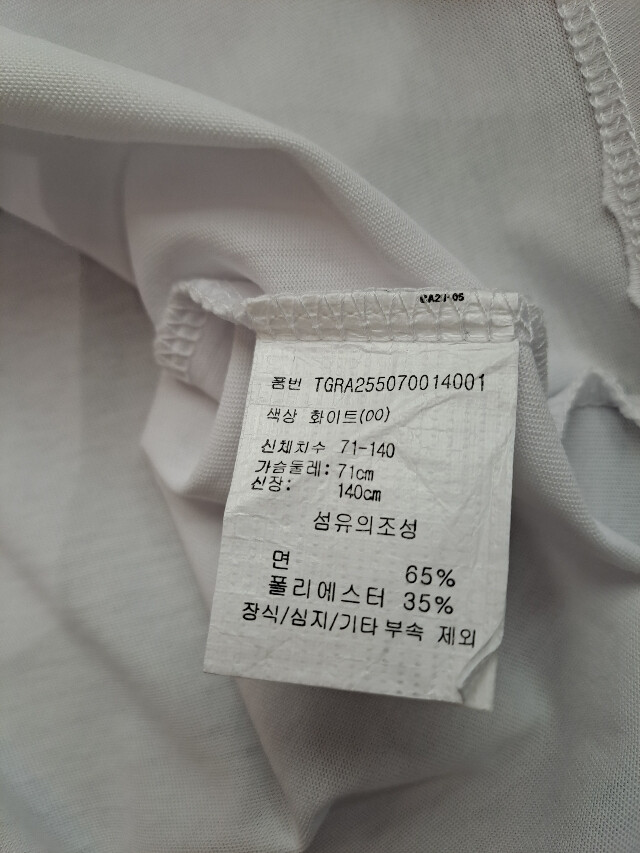 품번 TGRA255070014001
색상 화이트(00)
신체치수 71-140
가슴둘레: 71cm
신장: 140cm
섬유의조성
면 65%
폴리에스터 35%
장식/심지/기타 부속 제외